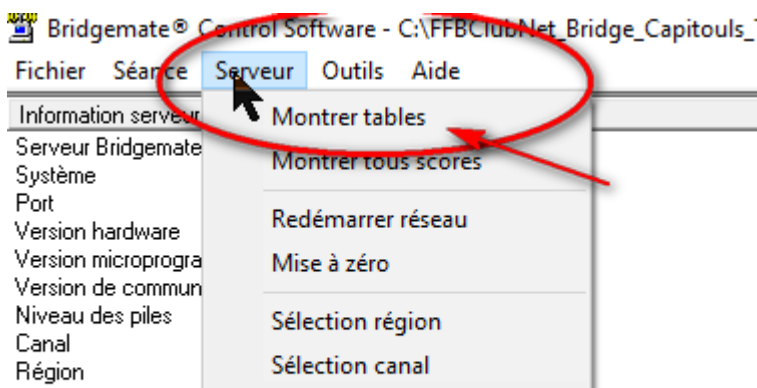 Bridgemate® Control Software - C:\FFBClubNet_Bridge_Capitouls_
Fichier Séance Serveur Outils Aide
Information serveur
Montrer tables
Serveur Bridgemate
Montrer tous scores
Système
Port
Redémarrer réseau
Version hardware
Version microprogra
Mise à zéro
Version de commun
Niveau des piles
Sélection région
Canal
Sélection canal
Région